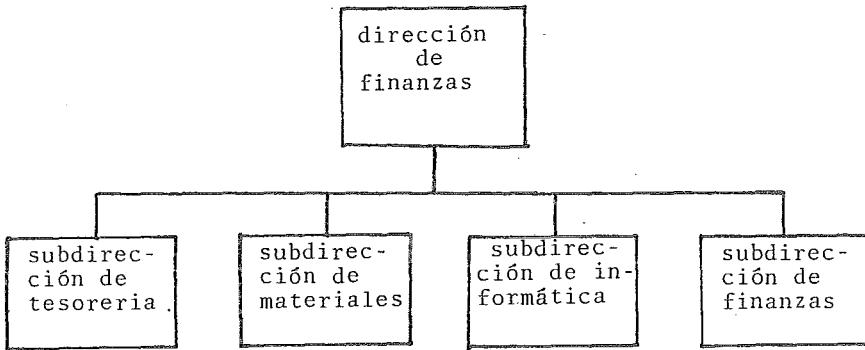 dirección
de
finanzas
subdirec-
ción de
tesoreria
subdirec-
ción de
materiales
subdirec-
ción de in-
formática
subdirec-
ción de
finanzas